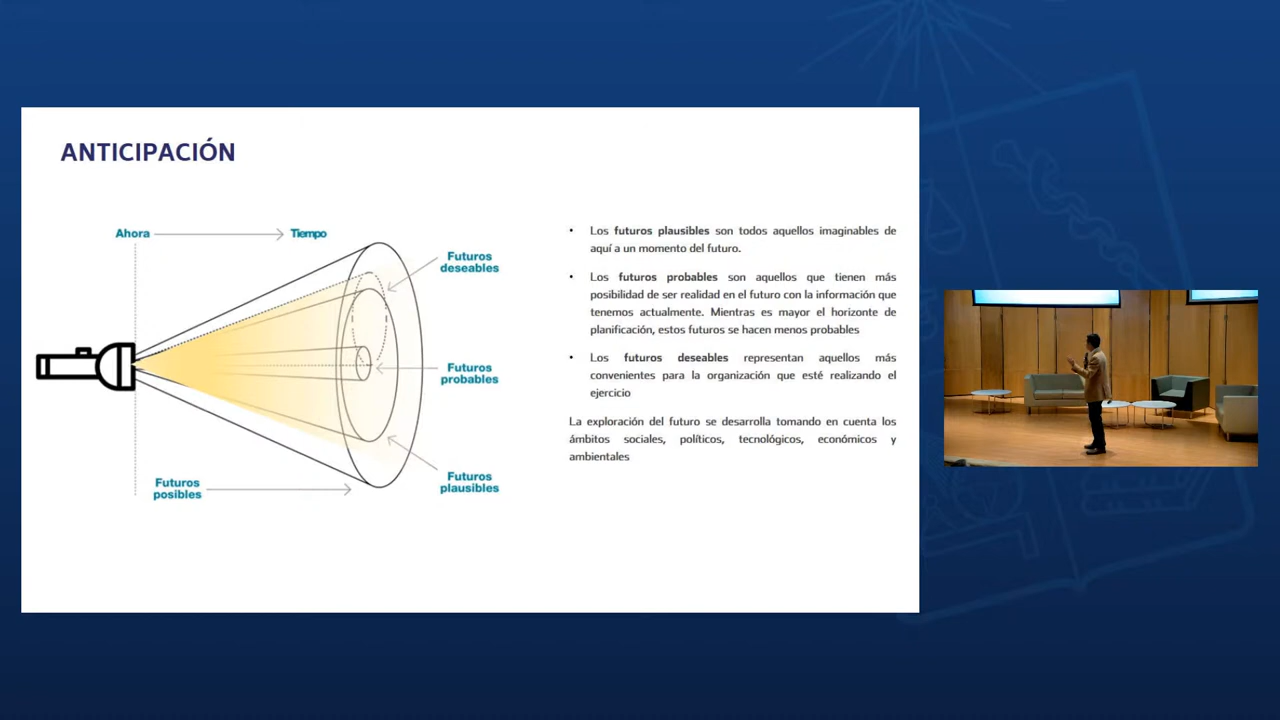 ANTICIPACIÓN
Ahora
Tiempo
Futuros
deseables
Futuros
probables
Futuros
plausibles
Futuros
posibles
• Los futuros plausibles son todos aquellos imaginables de
aquí a un momento del futuro.
• Los futuros probables son aquellos que tienen más
posibilidad de ser realidad en el futuro con la información que
tenemos actualmente. Mientras es mayor el horizonte de
planificación, estos futuros se hacen menos probables
• Los futuros deseables representan aquellos más
convenientes para la organización que esté realizando el
ejercicio
La exploración del futuro se desarrolla tomando en cuenta los
ámbitos sociales, políticos, tecnológicos, económicos y
ambientales